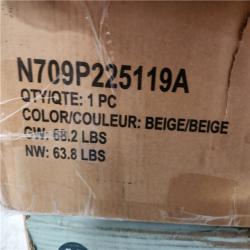 N709P225119A
QTY/QTE: 1 PC
COLOR/COULEUR: BEIGE/BEIGE
GW: 68.2 LBS
NW: 63.8 LBS